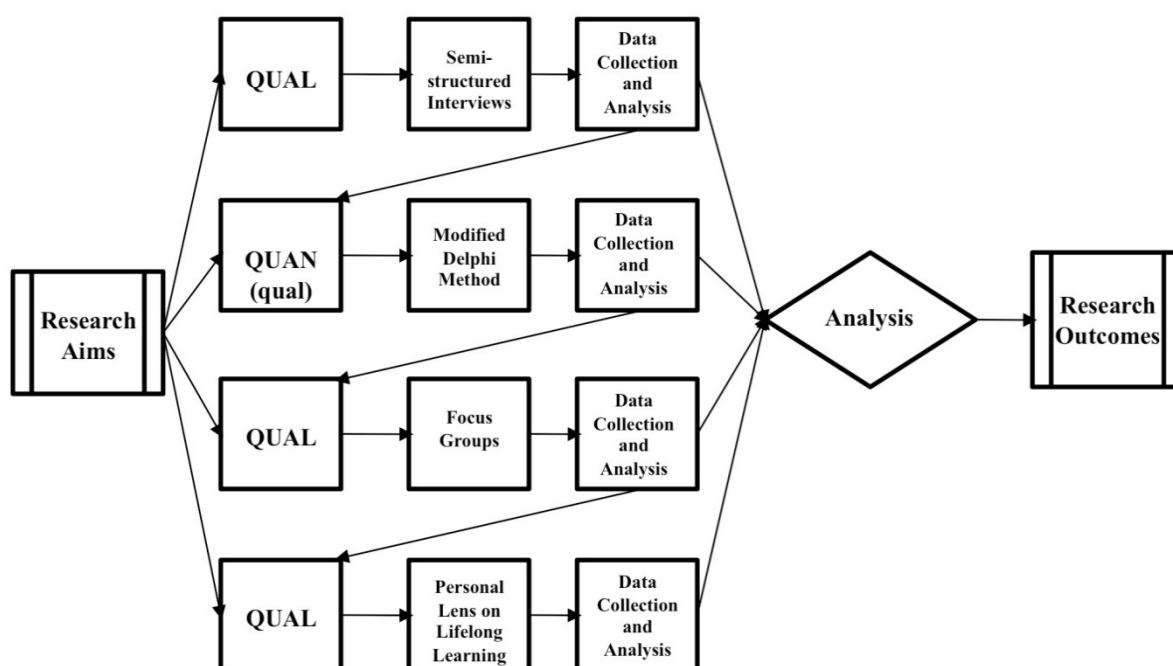 QUAL
Semi-
structured
Interviews
Data
Collection
and
Analysis
QUAN
(qual)
Modified
Delphi
Method
Data
Collection
and
Analysis
Research
Aims
Analysis
Research
Outcomes
QUAL
Focus
Groups
Data
Collection
and
Analysis
QUAL
Personal
Lens on
Lifelong
Learning
Data
Collection
and
Analysis